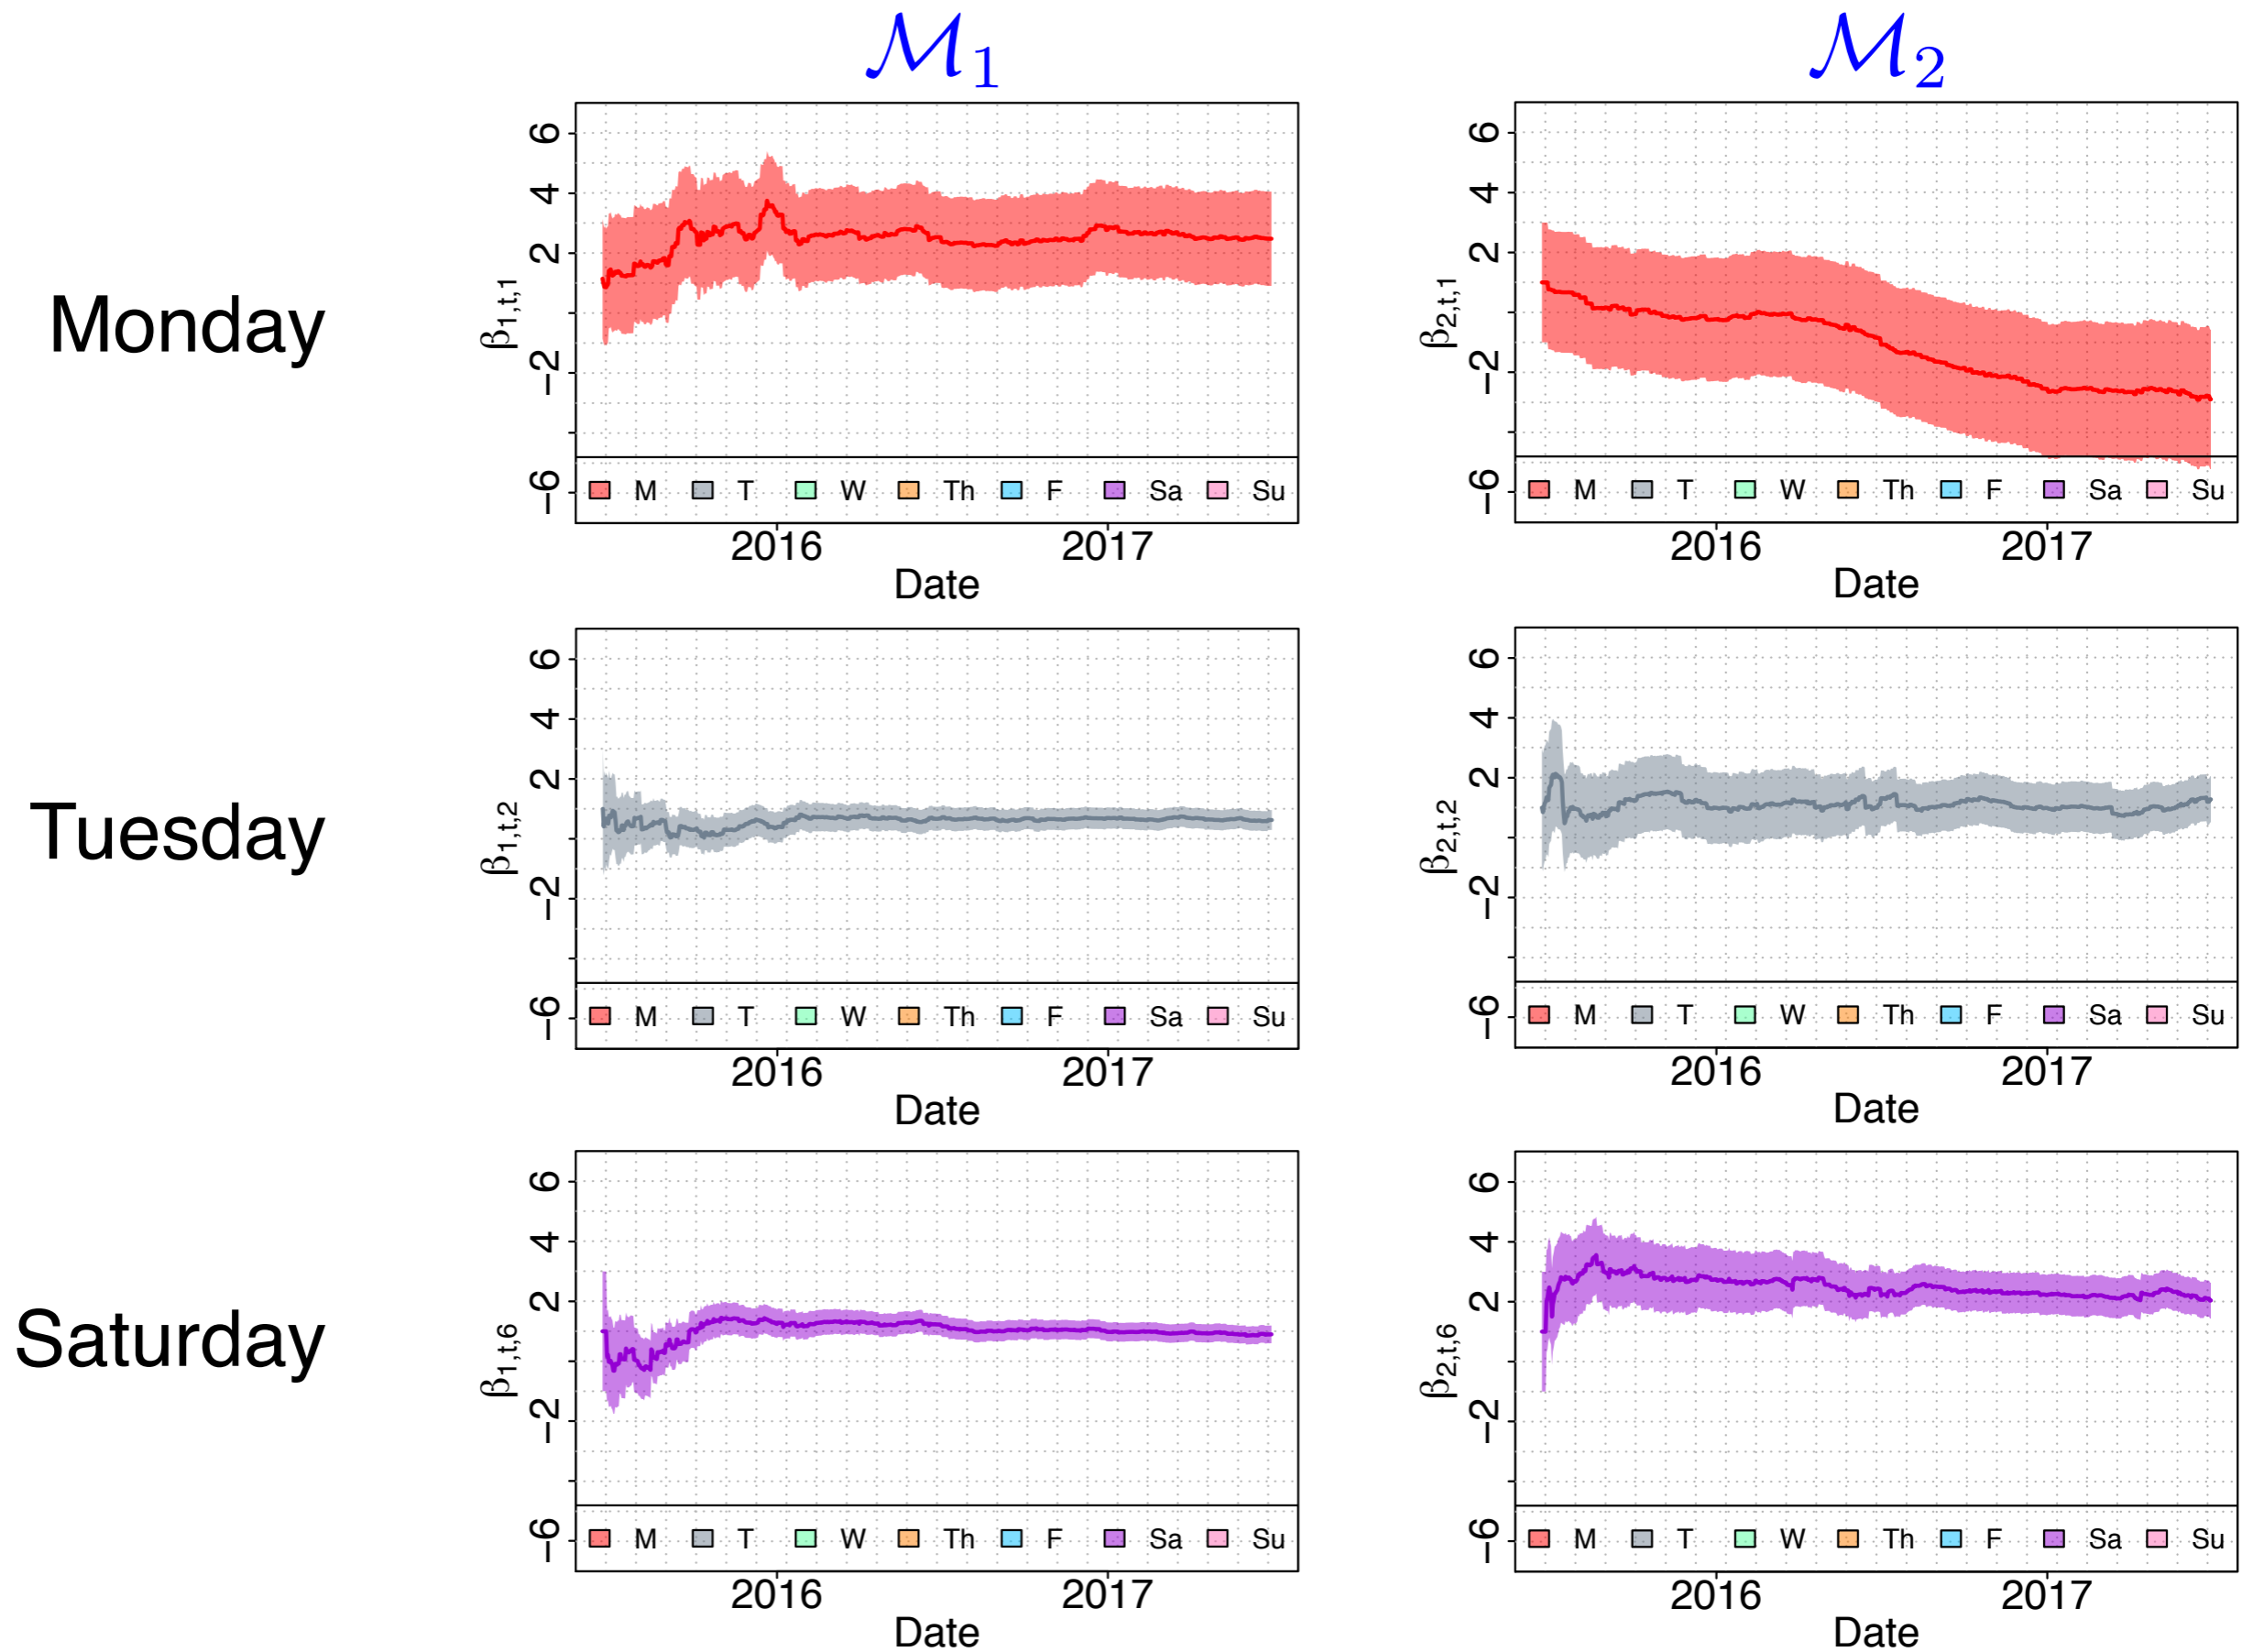 ℳ₁ ℳ₂
Monday
β₁,ₜ,₁
6
4
2
−2
−6
M T W Th F Sa Su
2016 2017
Date
β₂,ₜ,₁
6
4
2
−2
−6
M T W Th F Sa Su
2016 2017
Date
Tuesday
β₁,ₜ,₂
6
4
2
−2
−6
M T W Th F Sa Su
2016 2017
Date
β₂,ₜ,₂
6
4
2
−2
−6
M T W Th F Sa Su
2016 2017
Date
Saturday
β₁,ₜ,₆
6
4
2
−2
−6
M T W Th F Sa Su
2016 2017
Date
β₂,ₜ,₆
6
4
2
−2
−6
M T W Th F Sa Su
2016 2017
Date